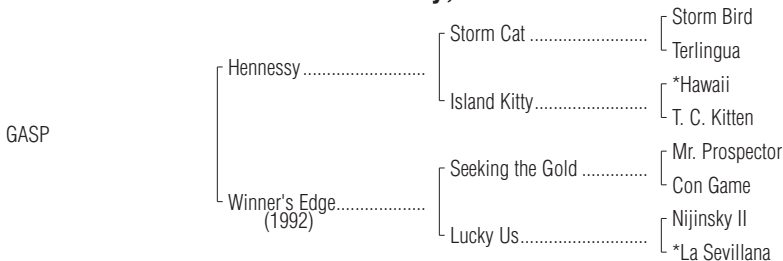 Storm Bird
Storm Cat
Terlingua
Hennessy
*Hawaii
Island Kitty
T. C. Kitten
GASP
Mr. Prospector
Seeking the Gold
Con Game
Winner's Edge
(1992)
Nijinsky II
Lucky Us
*La Sevillana